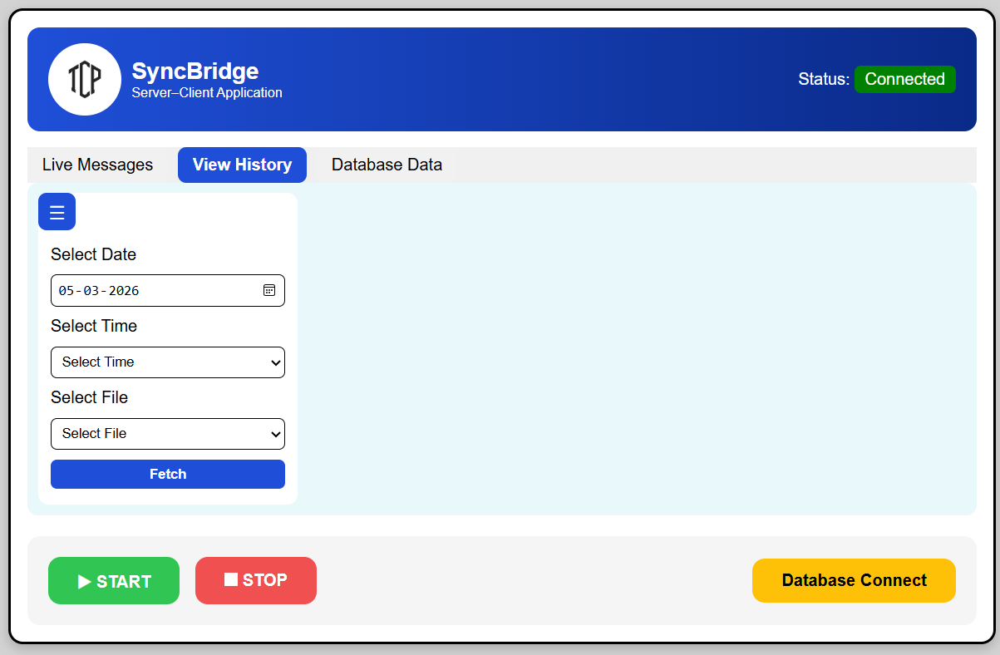 TCP
SyncBridge
Server–Client Application
Status: Connected
Live Messages View History Database Data
☰
Select Date
05-03-2026
Select Time
Select Time
Select File
Select File
Fetch
▶ START ■ STOP Database Connect